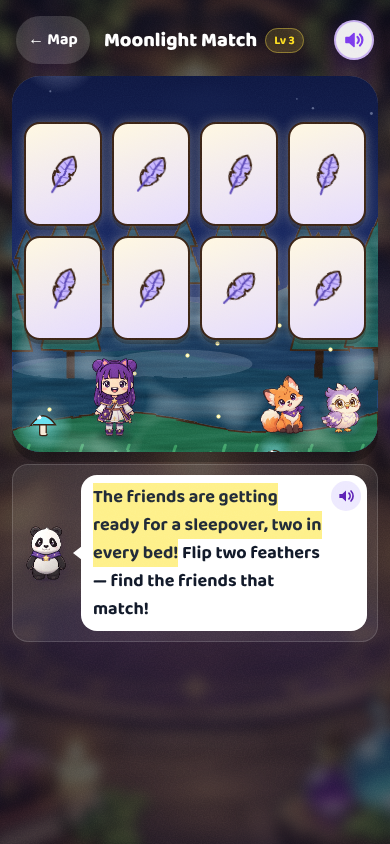 ← Map
Moonlight Match
Lv 3
The friends are getting
ready for a sleepover, two in
every bed! Flip two feathers
— find the friends that
match!